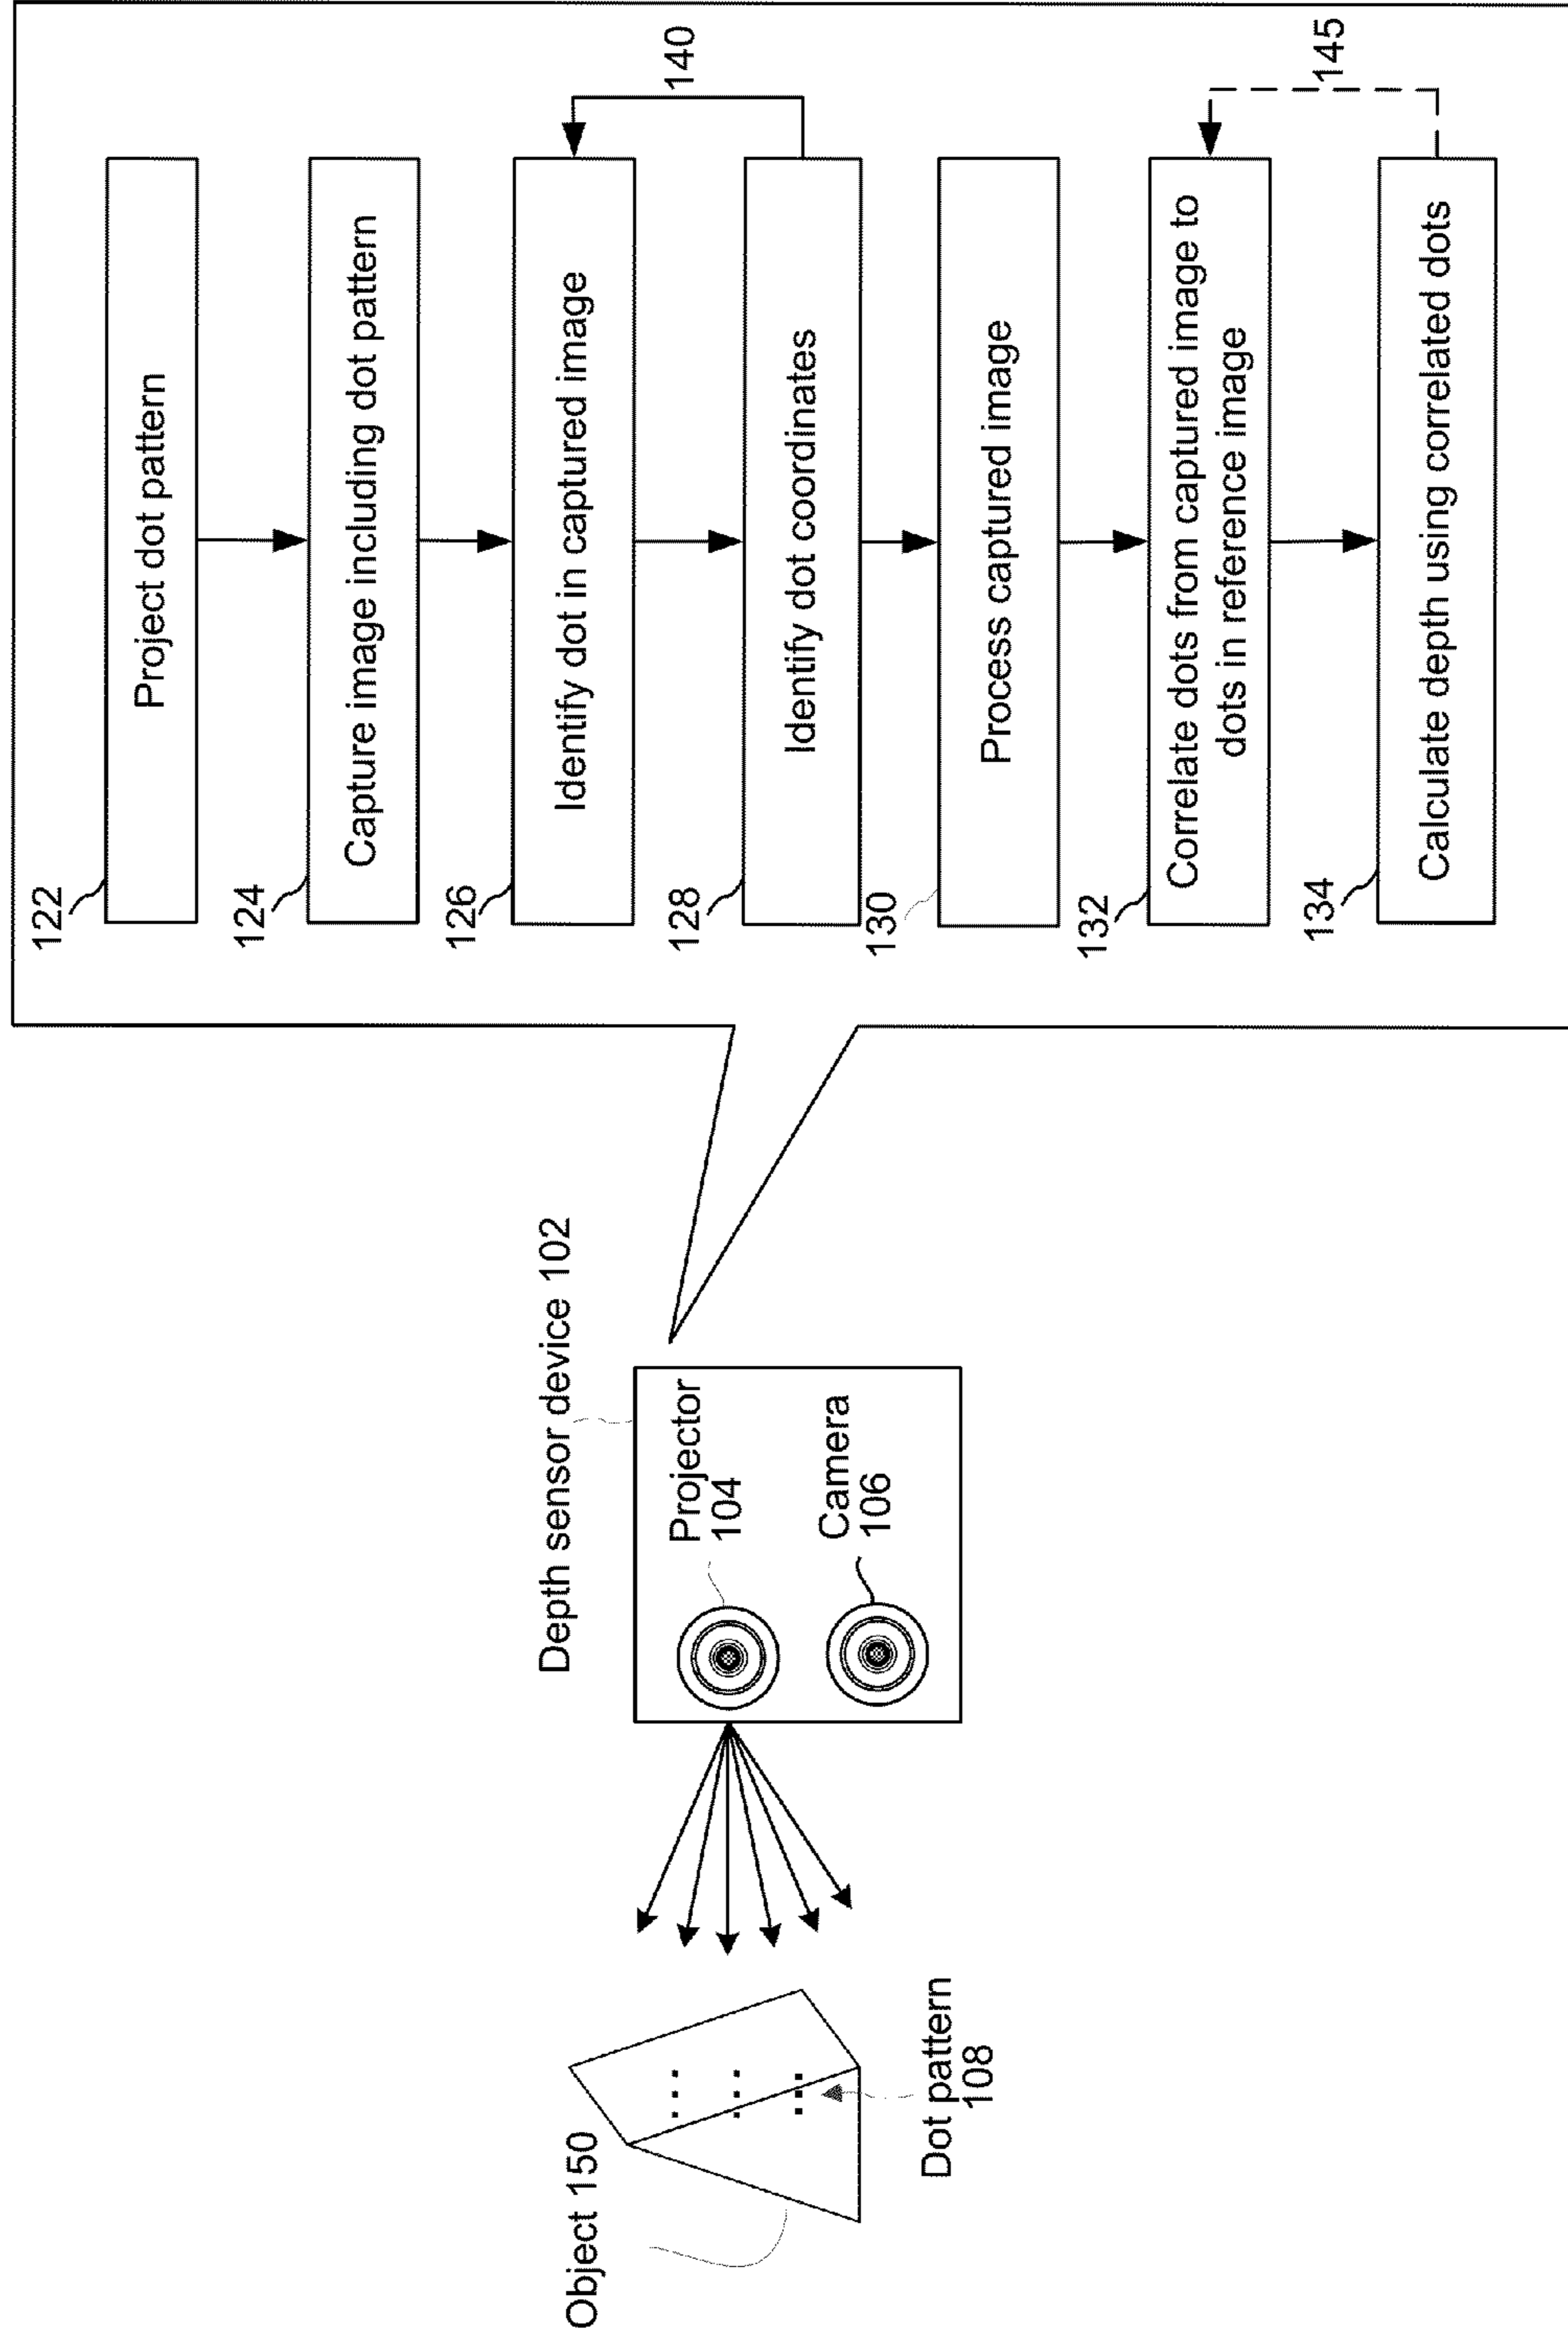 Object 150
Dot pattern
108
Depth sensor device 102
Projector
104
Camera
106
122
Project dot pattern
124
Capture image including dot pattern
126
Identify dot in captured image
140
128
Identify dot coordinates
130
Process captured image
132
Correlate dots from captured image to
dots in reference image
145
134
Calculate depth using correlated dots